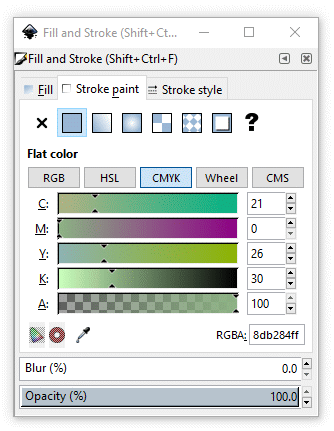 Fill and Stroke (Shift+Ct...
Fill and Stroke (Shift+Ctrl+F)
Fill Stroke paint Stroke style
?
Flat color
RGB HSL CMYK Wheel CMS
C: 21
M: 0
Y: 26
K: 30
A: 100
RGBA: 8db284ff
Blur (%) 0.0
Opacity (%) 100.0